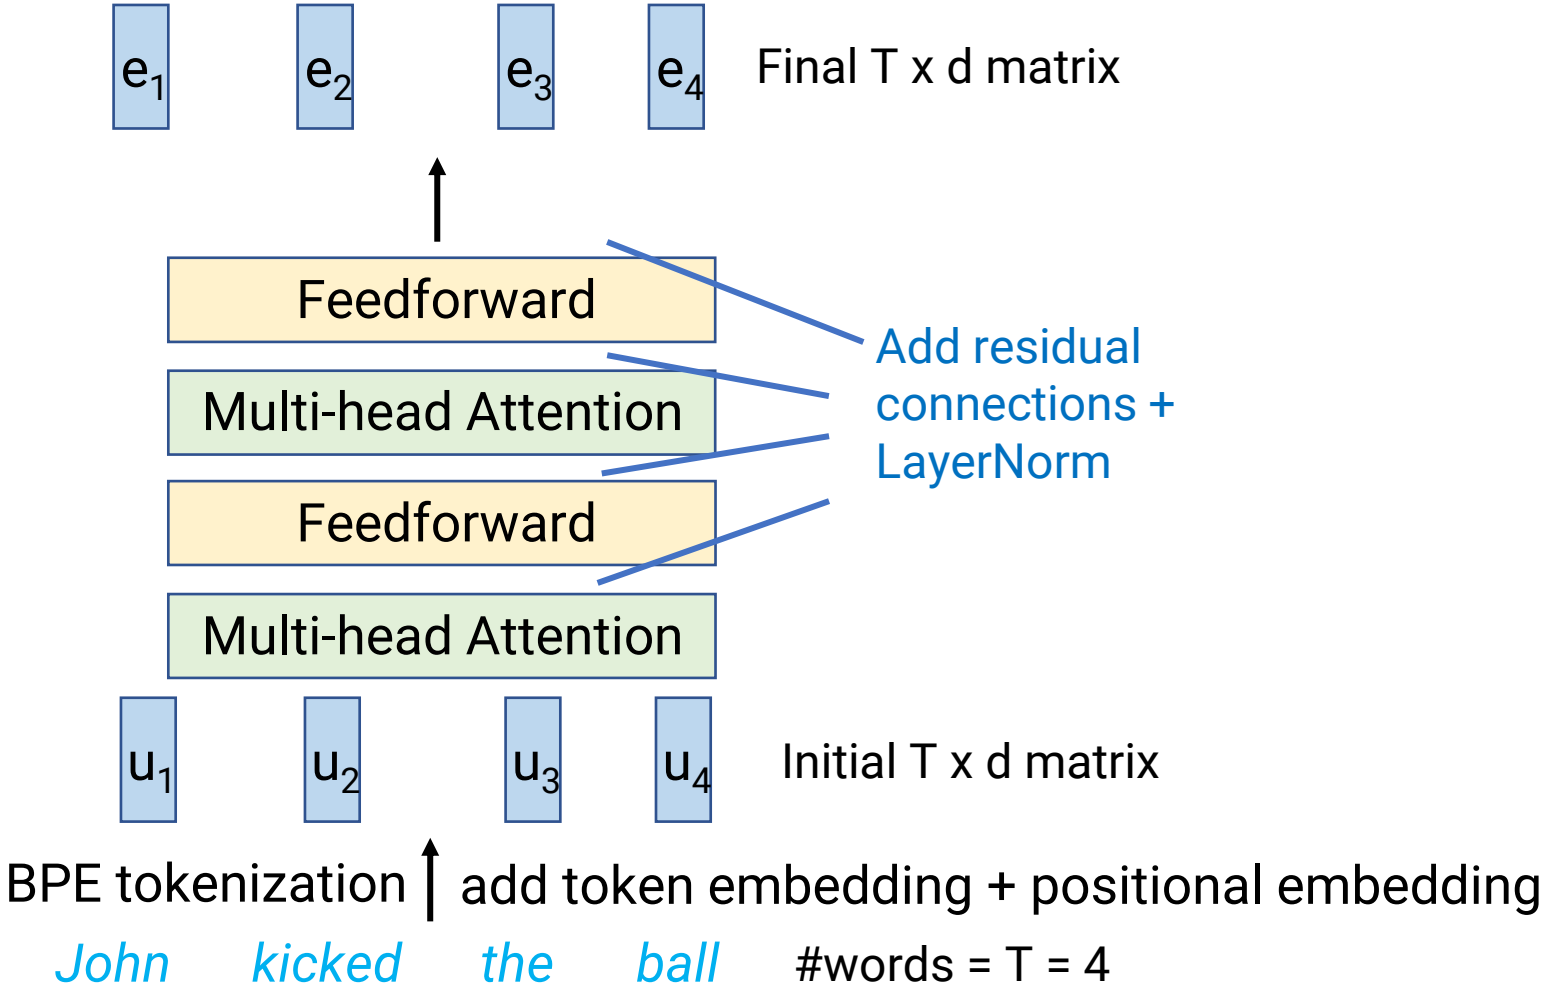 e1 e2 e3 e4 Final T x d matrix
Feedforward
Multi-head Attention
Feedforward
Multi-head Attention
Add residual
connections +
LayerNorm
u1 u2 u3 u4 Initial T x d matrix
BPE tokenization add token embedding + positional embedding
John kicked the ball #words = T = 4